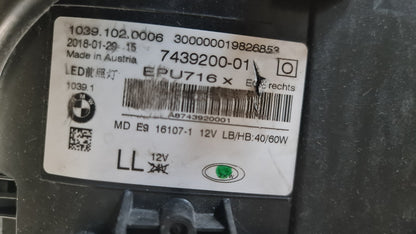 1039.102.0006 300000019826853
2018-01-29 15 7439200-01
Made in Austria
LED前照灯 EPU716 X rechts
1039.1
A8743920001
MD E9 16107-1 12V LB/HB:40/60W
LL 12V
24V